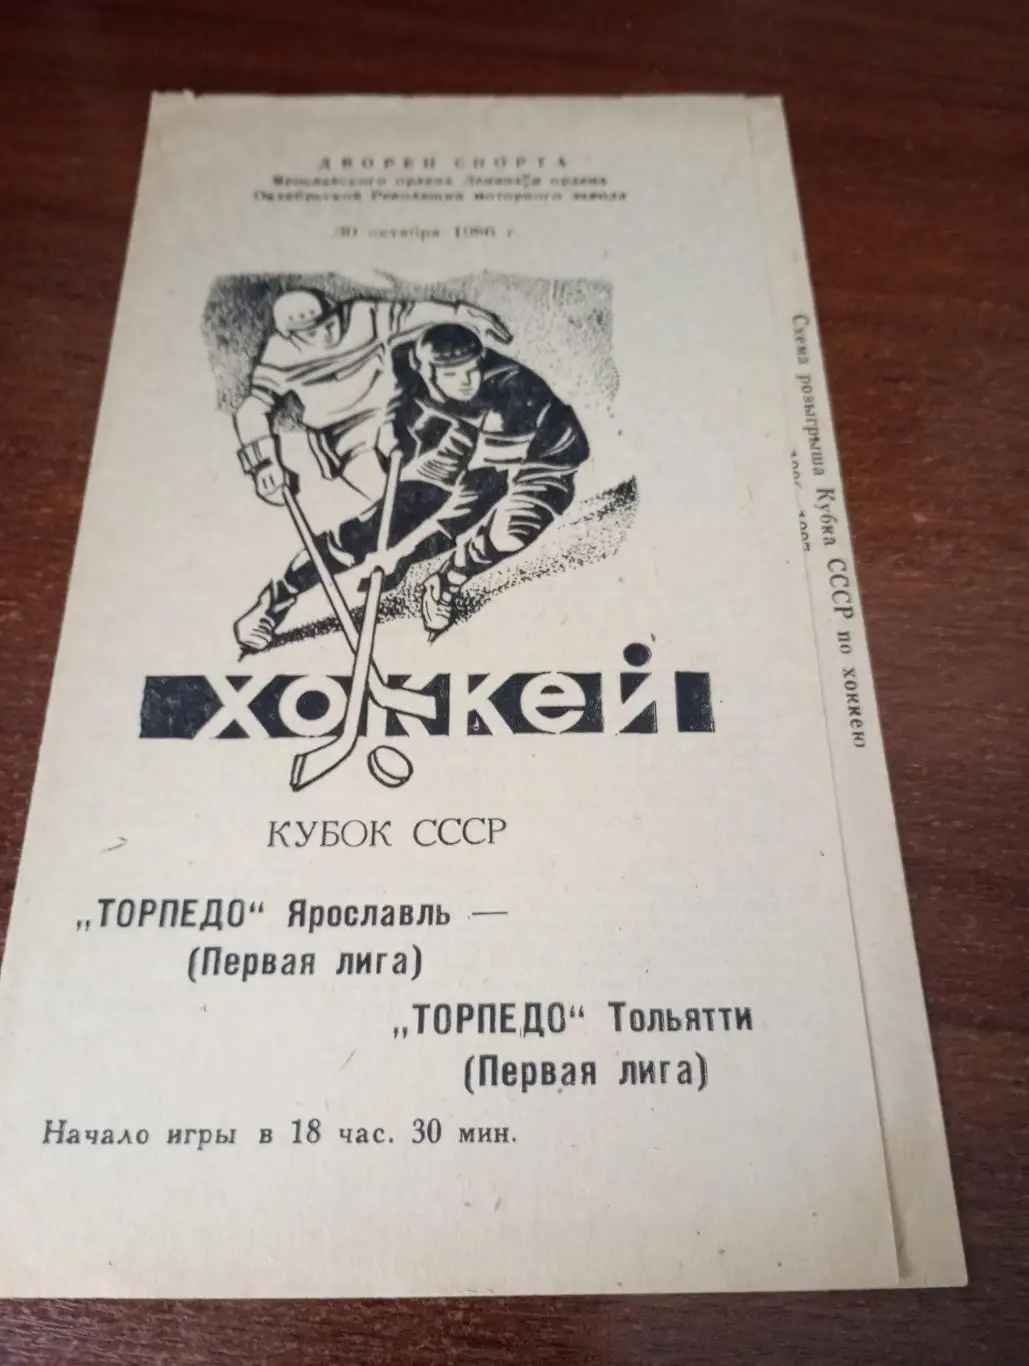 ДВОРЕЦ СПОРТА
Ярославского ордена Ленина и ордена
Октябрьской Революции моторного завода
30 октября 1986 г.
хоккей
КУБОК СССР
„ТОРПЕДО“ Ярославль —
(Первая лига)
„ТОРПЕДО“ Тольятти
(Первая лига)
Начало игры в 18 час. 30 мин.
Схема розыгрыша Кубка СССР по хоккею